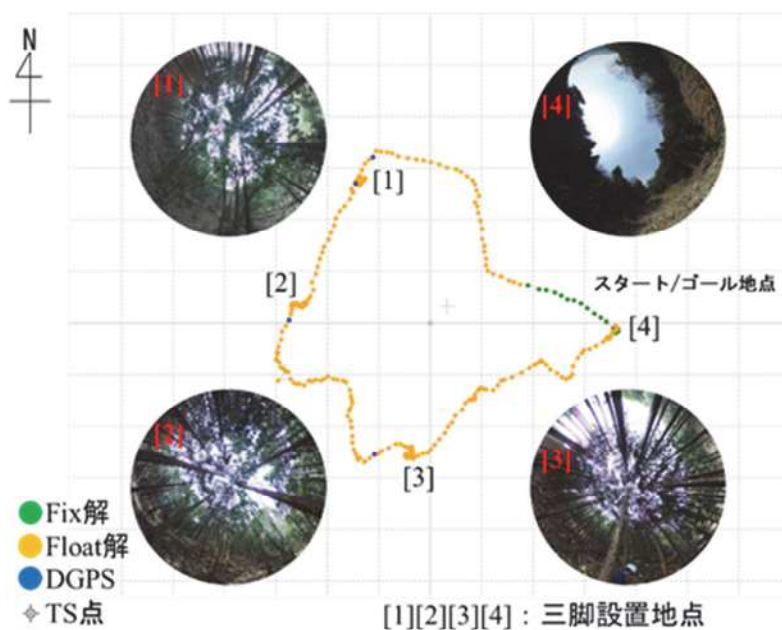 N
[1]
[4]
[1]
[2]
スタート/ゴール地点
[4]
[2]
[3]
[3]
Fix解
Float解
DGPS
TS点
[1][2][3][4]：三脚設置地点